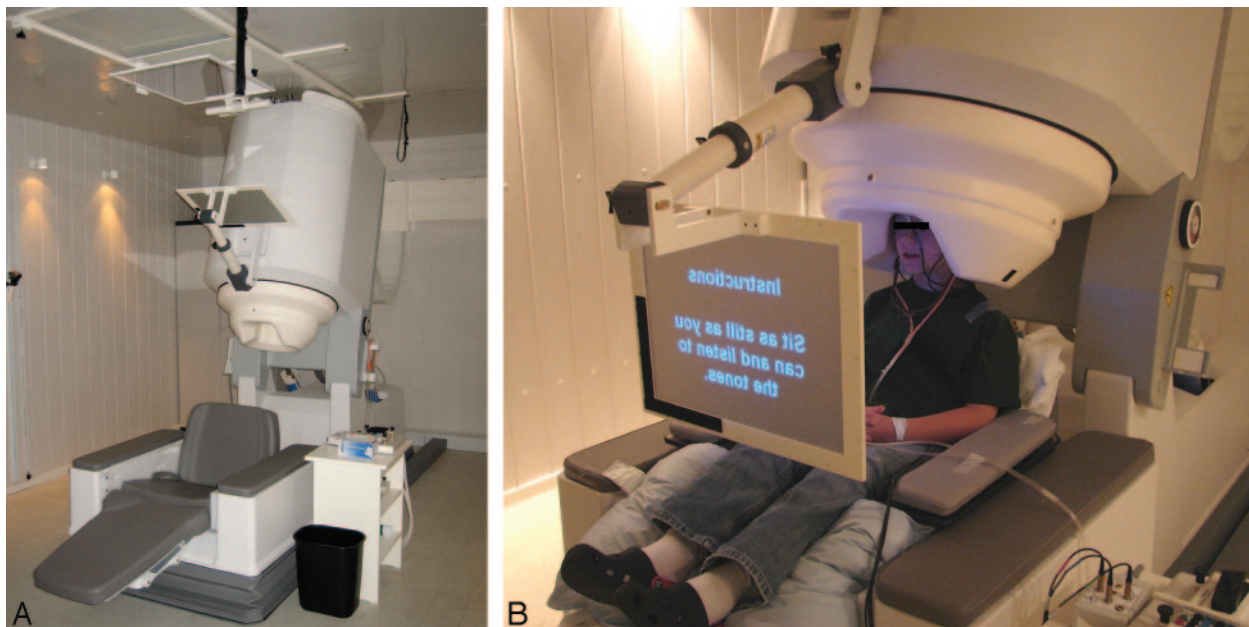 Instructions
Sit as still as you
can and listen to
the tones.
A
B